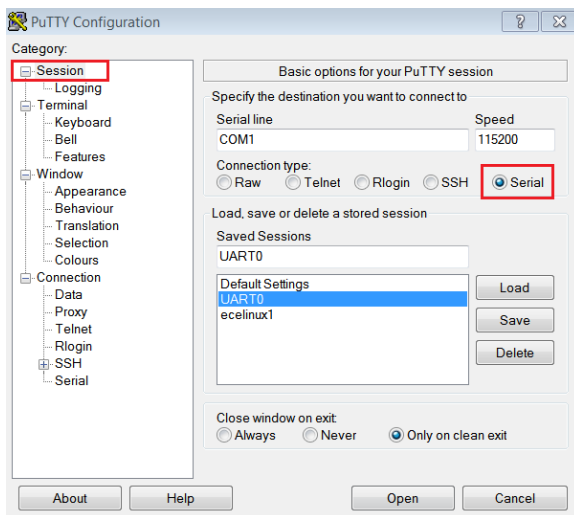 PuTTY Configuration
Category:
Session
Logging
Terminal
Keyboard
Bell
Features
Window
Appearance
Behaviour
Translation
Selection
Colours
Connection
Data
Proxy
Telnet
Rlogin
SSH
Serial
Basic options for your PuTTY session
Specify the destination you want to connect to
Serial line Speed
COM1 115200
Connection type:
Raw Telnet Rlogin SSH Serial
Load, save or delete a stored session
Saved Sessions
UART0
Default Settings
UART0
ecelinux1
Load
Save
Delete
Close window on exit:
Always Never Only on clean exit
About Help Open Cancel